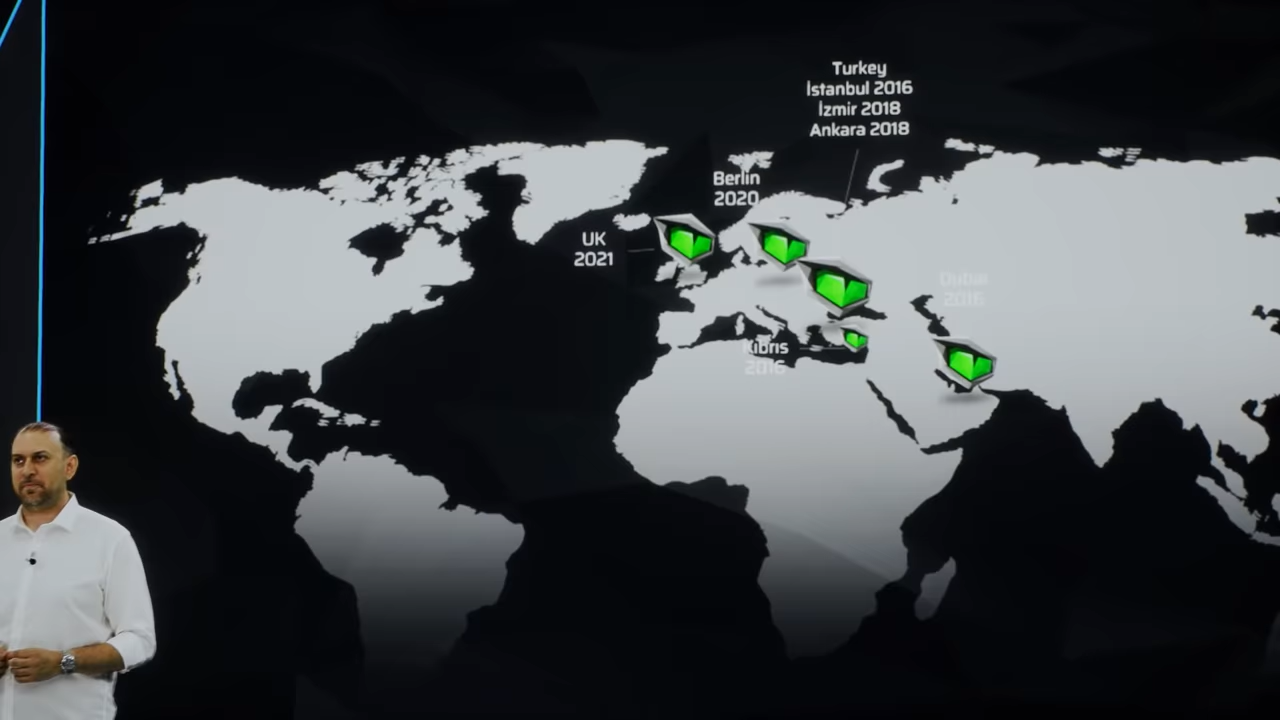 Turkey
İstanbul 2016
İzmir 2018
Ankara 2018
Berlin
2020
UK
2021
Dubai
2016
Kıbrıs
2016